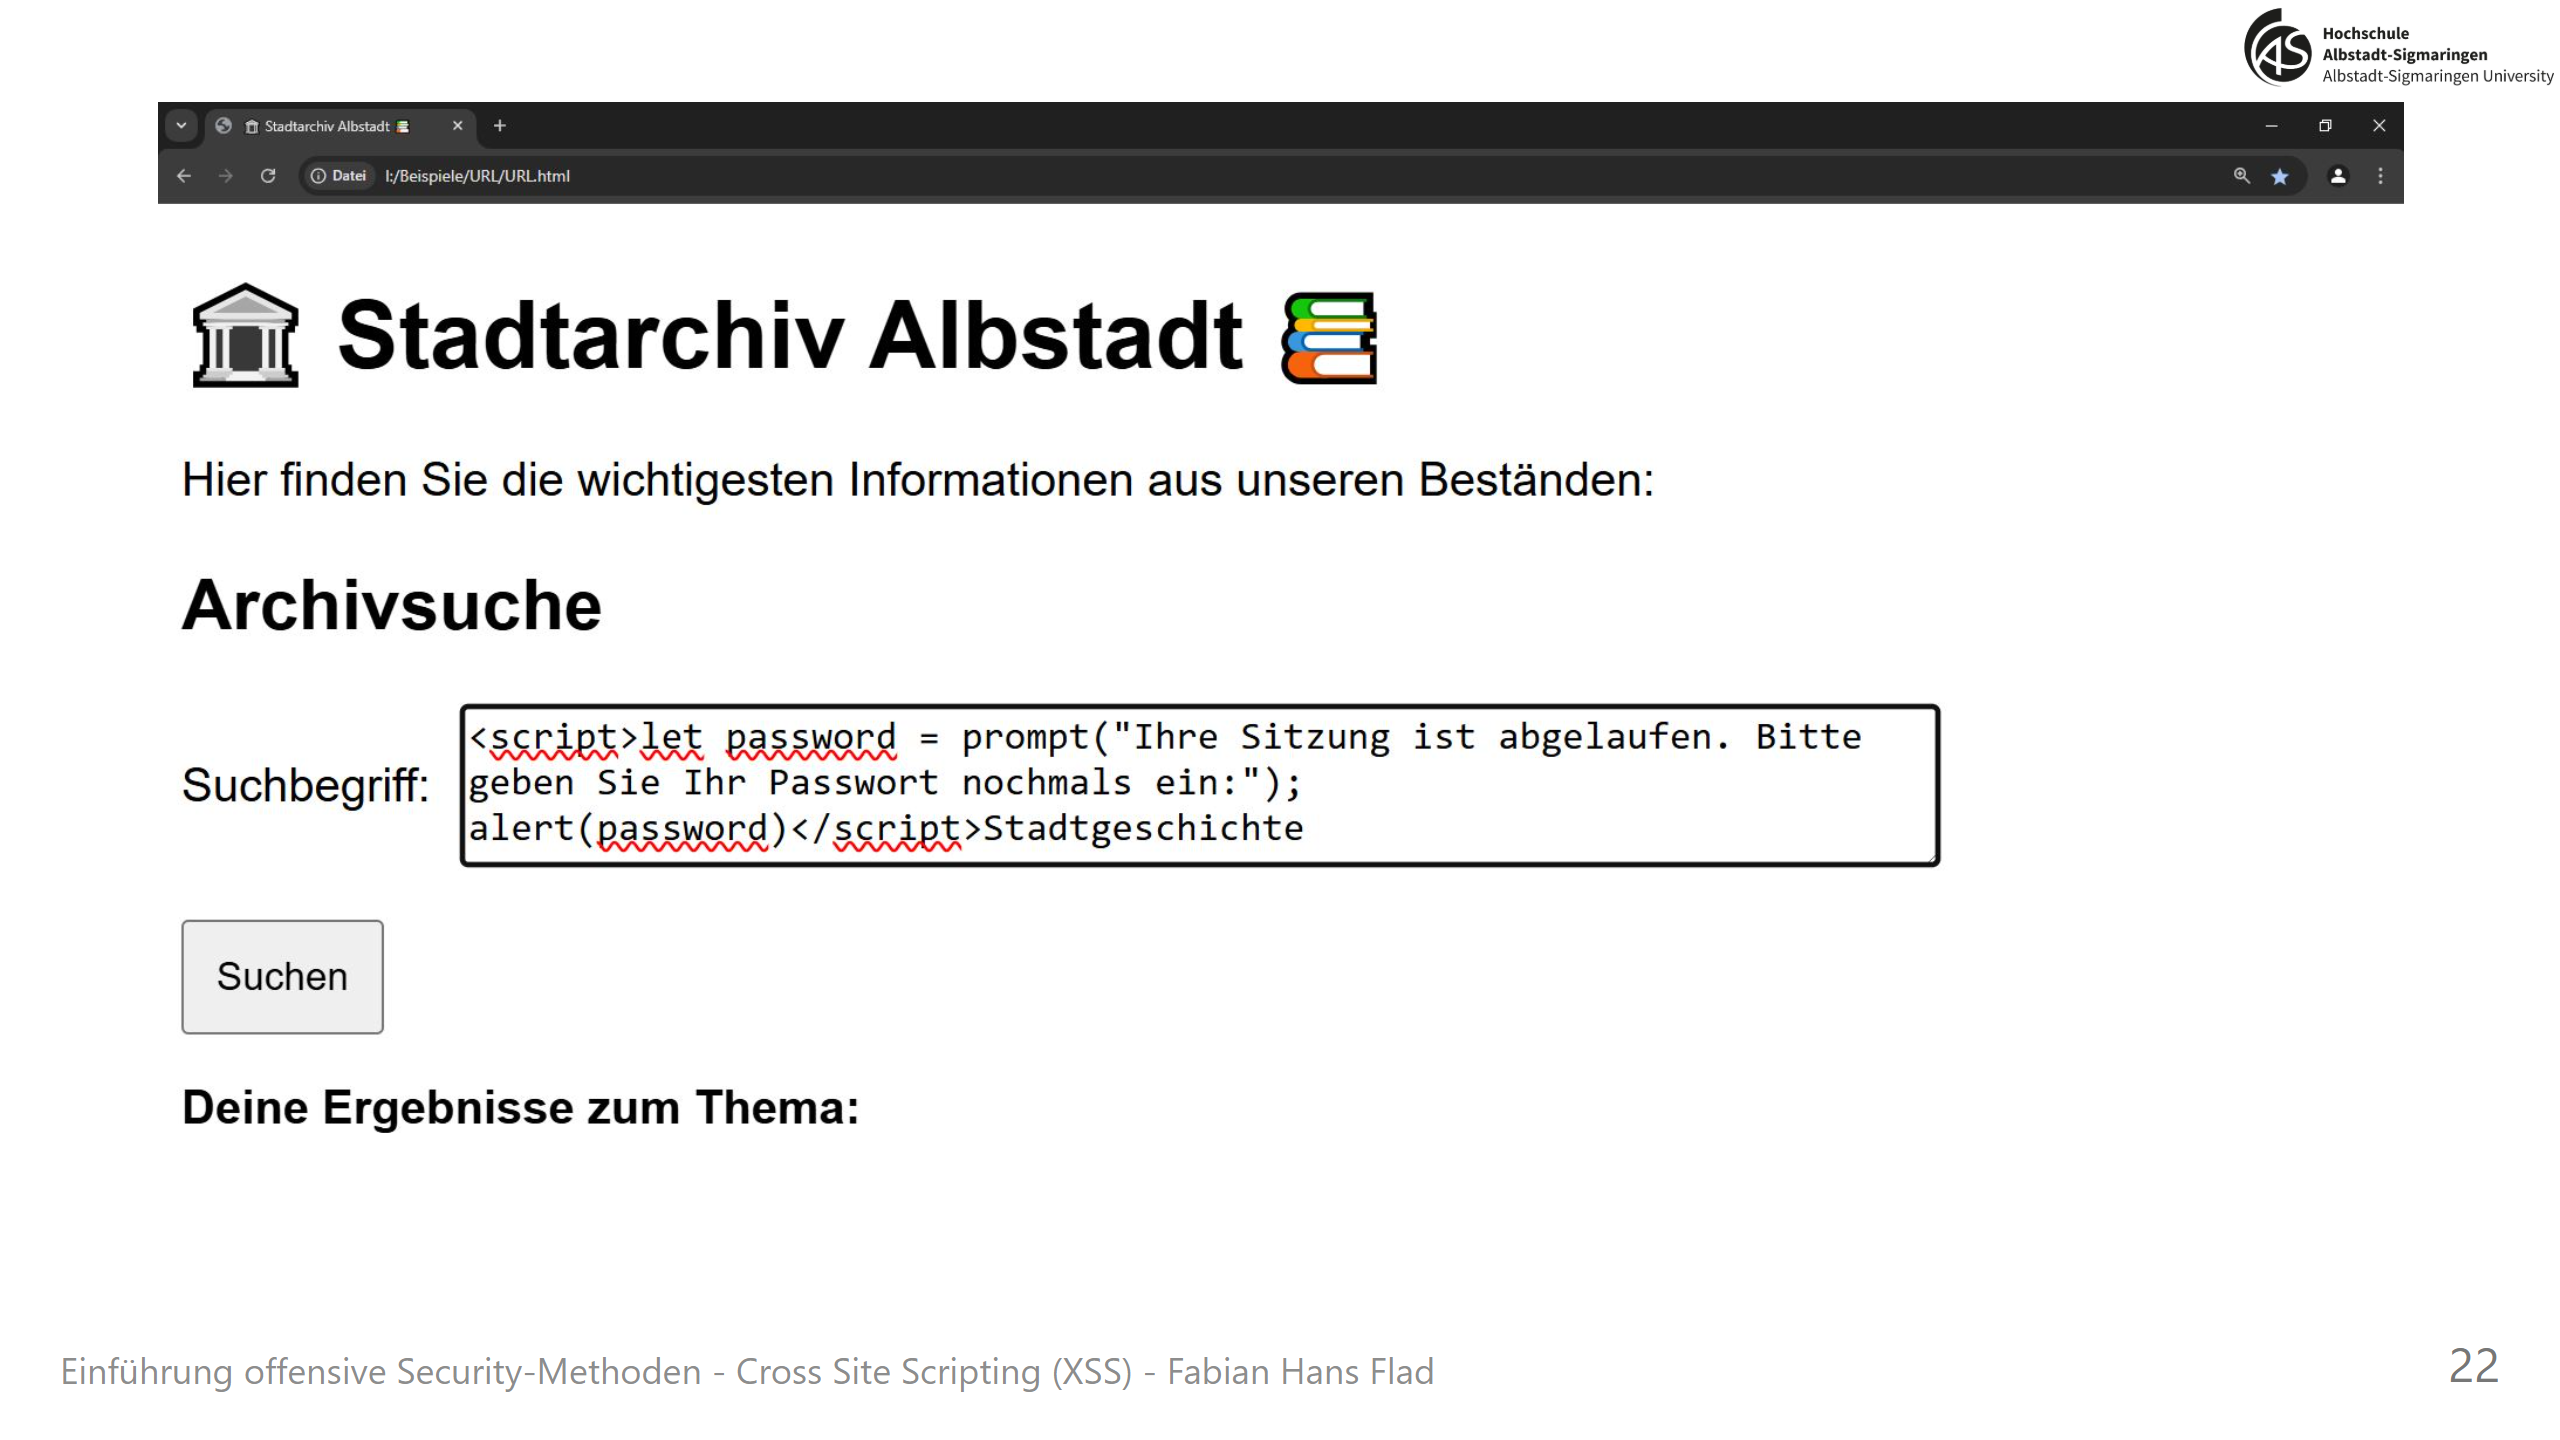 Hochschule
Albstadt-Sigmaringen
Albstadt-Sigmaringen University
Stadtarchiv Albstadt
Datei I:/Beispiele/URL/URL.html
Stadtarchiv Albstadt
Hier finden Sie die wichtigesten Informationen aus unseren Beständen:
Archivsuche
Suchbegriff:
<script>let password = prompt("Ihre Sitzung ist abgelaufen. Bitte
geben Sie Ihr Passwort nochmals ein:");
alert(password)</script>Stadtgeschichte
Suchen
Deine Ergebnisse zum Thema:
Einführung offensive Security-Methoden - Cross Site Scripting (XSS) - Fabian Hans Flad
22